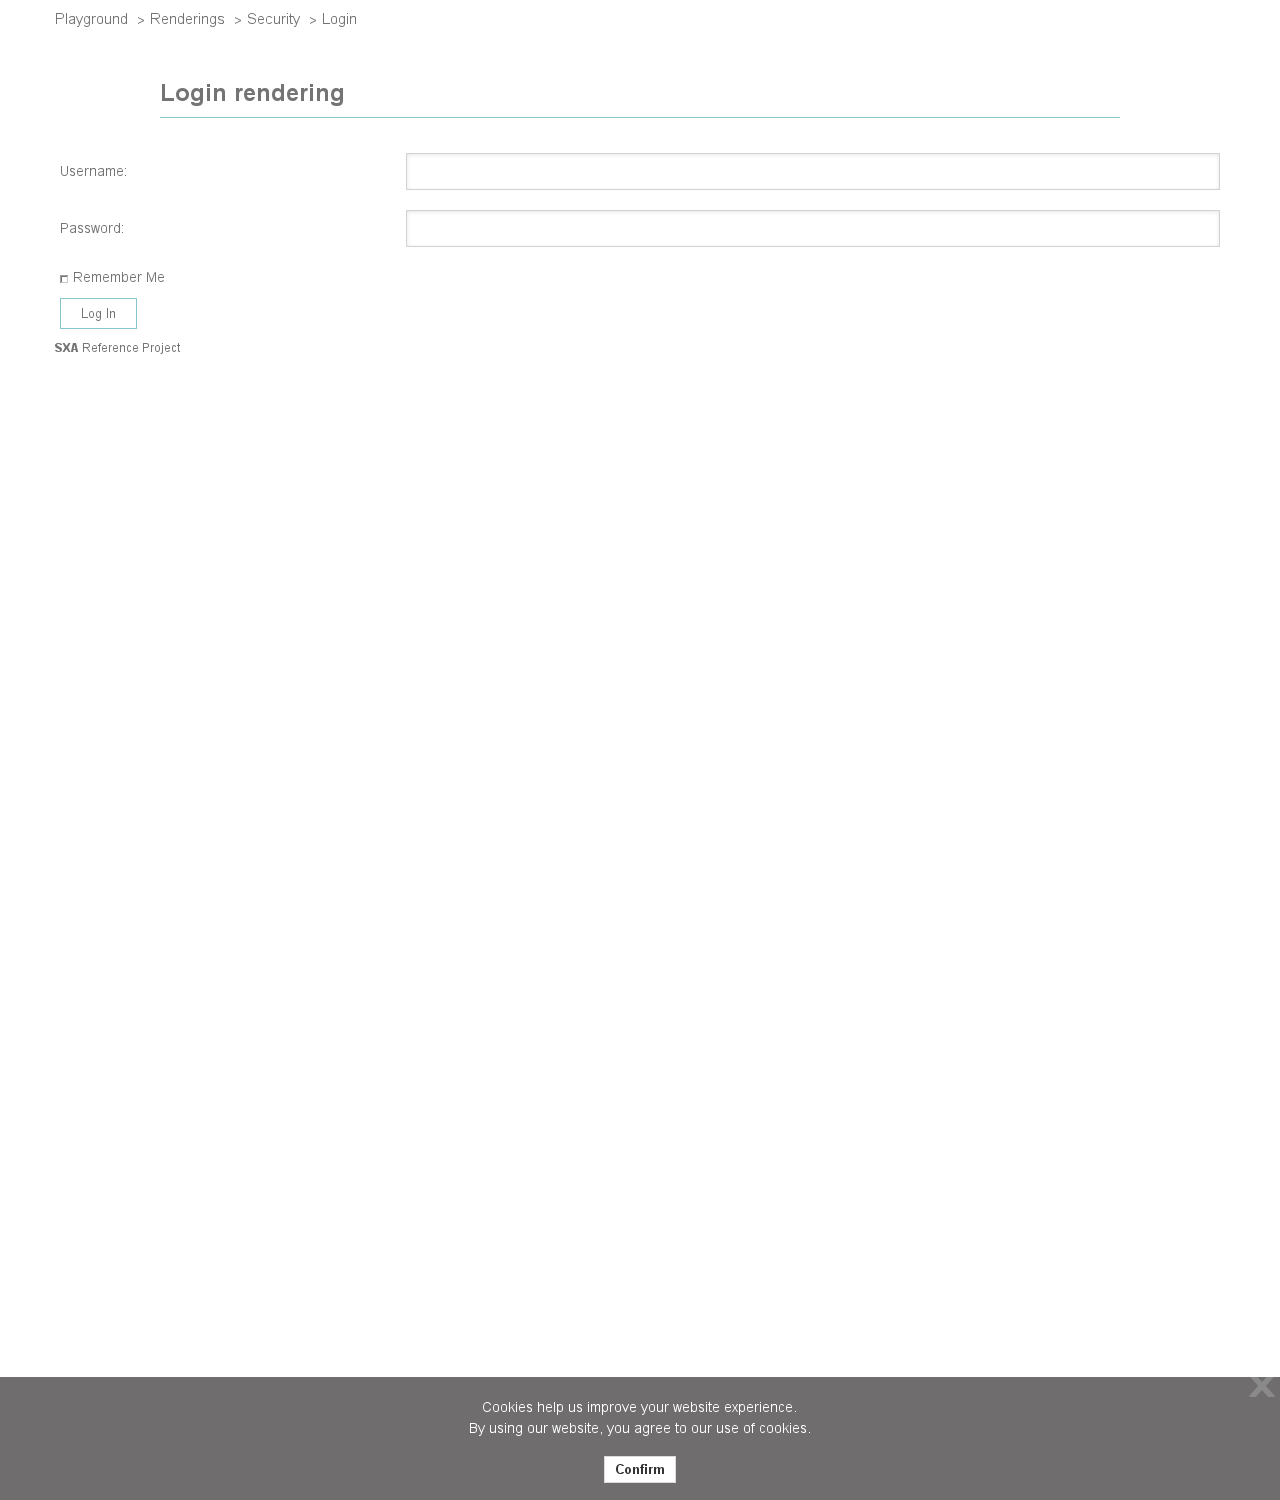 Playground > Renderings > Security > Login
Login rendering
Username:
Password:
Remember Me
Log In
SXA Reference Project
X
Cookies help us improve your website experience.
By using our website, you agree to our use of cookies.
Confirm